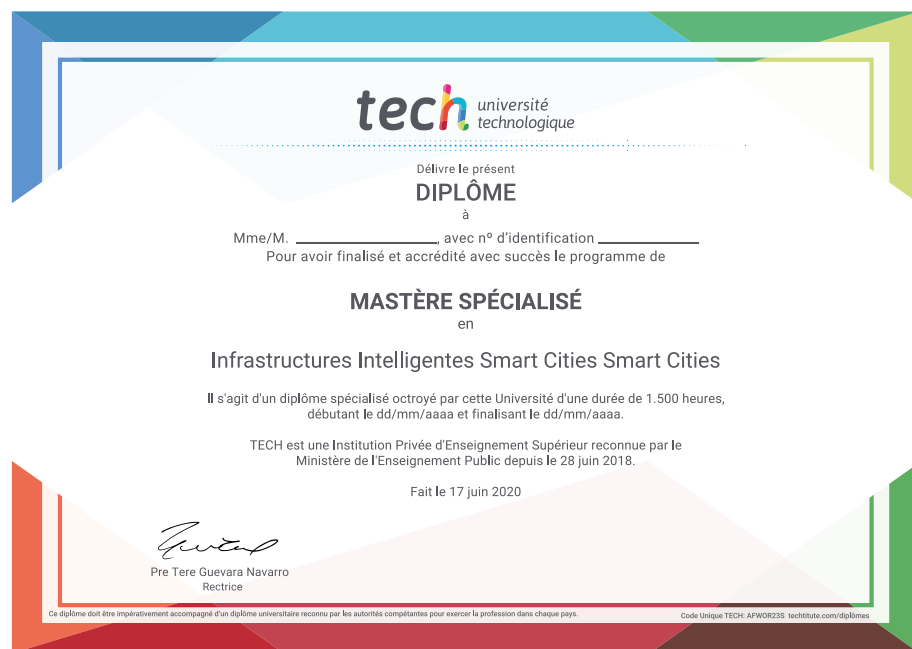 tech université
technologique
Délivre le présent
DIPLÔME
à
Mme/M. ____________________, avec nº d'identification ______________
Pour avoir finalisé et accrédité avec succès le programme de
MASTÈRE SPÉCIALISÉ
en
Infrastructures Intelligentes Smart Cities Smart Cities
Il s'agit d'un diplôme spécialisé octroyé par cette Université d'une durée de 1.500 heures,
débutant le dd/mm/aaaa et finalisant le dd/mm/aaaa.
TECH est une Institution Privée d'Enseignement Supérieur reconnue par le
Ministère de l'Enseignement Public depuis le 28 juin 2018.
Fait le 17 juin 2020
Pre Tere Guevara Navarro
Rectrice
Ce diplôme doit être impérativement accompagné d'un diplôme universitaire reconnu par les autorités compétantes pour exercer la profession dans chaque pays.
Code Unique TECH: AFWOR23S techtitute.com/diplômes